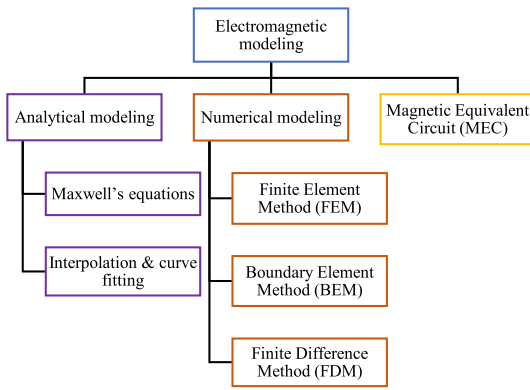 Electromagnetic
modeling
Analytical modeling
Numerical modeling
Magnetic Equivalent
Circuit (MEC)
Maxwell's equations
Interpolation & curve
fitting
Finite Element
Method (FEM)
Boundary Element
Method (BEM)
Finite Difference
Method (FDM)